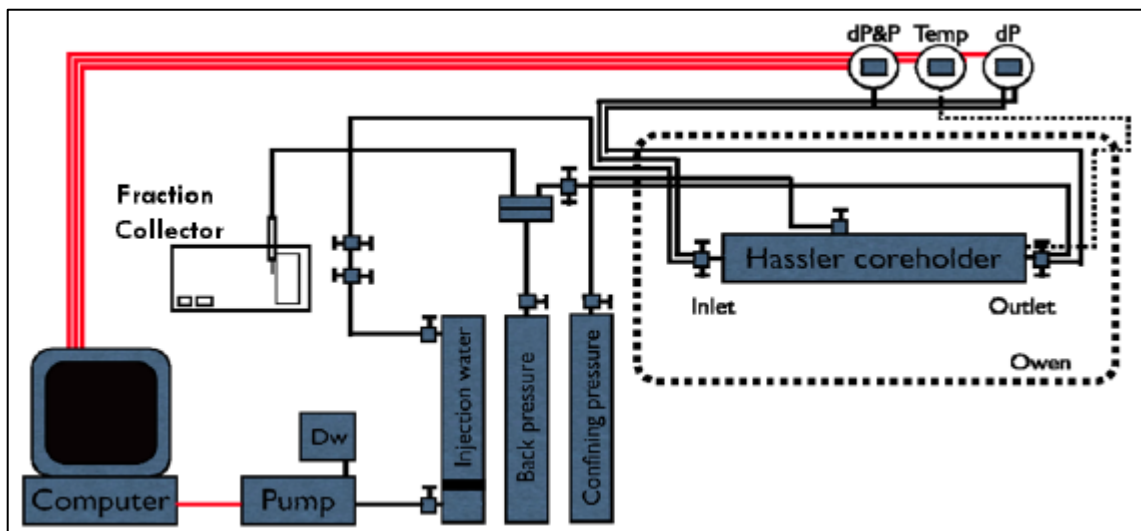 dP&P Temp dP
Fraction
Collector
Hassler coreholder
Inlet
Outlet
Owen
Injection water
Back pressure
Confining pressure
Dw
Computer
Pump